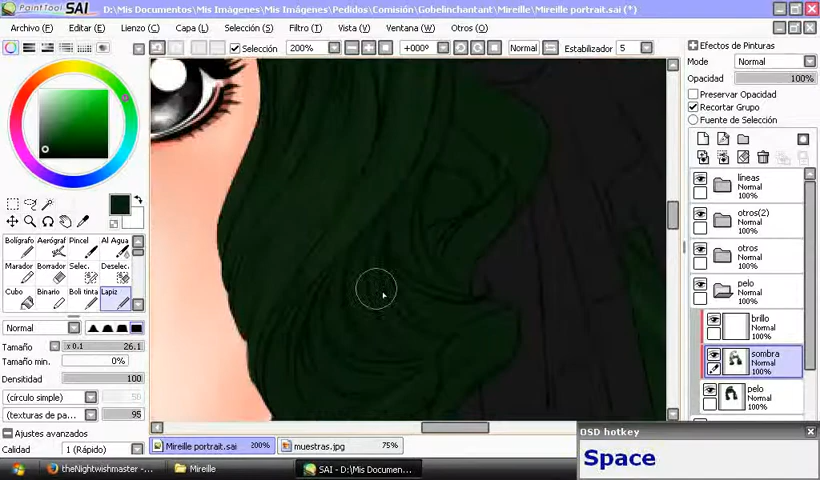 PaintTool SAI D:\Mis Documentos\Mis Imágenes\Mis Imágenes\Pedidos\Comisión\Gobelinchantant\Mireille\Mireille portrait.sai (*)
Archivo (F) Editar (E) Lienzo (C) Capa (L) Selección (S) Filtro (T) Vista (V) Ventana (W) Otros (O)
Selección 200% +000º Normal Estabilizador 5
Efectos de Pinturas
Mode Normal
Opacidad 100%
Preservar Opacidad
Recortar Grupo
Fuente de Selección
líneas
Normal
100%
otros(2)
Normal
100%
otros
Normal
100%
pelo
Normal
100%
brillo
Normal
100%
sombra
Normal
100%
pelo
Normal
100%
Bolígrafo Aerógraf Pincel Al Agua
Marador Borrador Selec. Deselec.
Cubo Binario Boli tinta Lapiz
Normal
Tamaño x 0.1 26.1
Tamaño min. 0%
Densitidad 100
(círculo simple) 50
(texturas de pa... 95
Ajustes avanzados
Calidad 1 (Rápido)
Mireille portrait.sai 200% muestras.jpg 75%
OSD hotkey
Space
theNightwishmaster -... Mireille SAI - D:\Mis Documen...